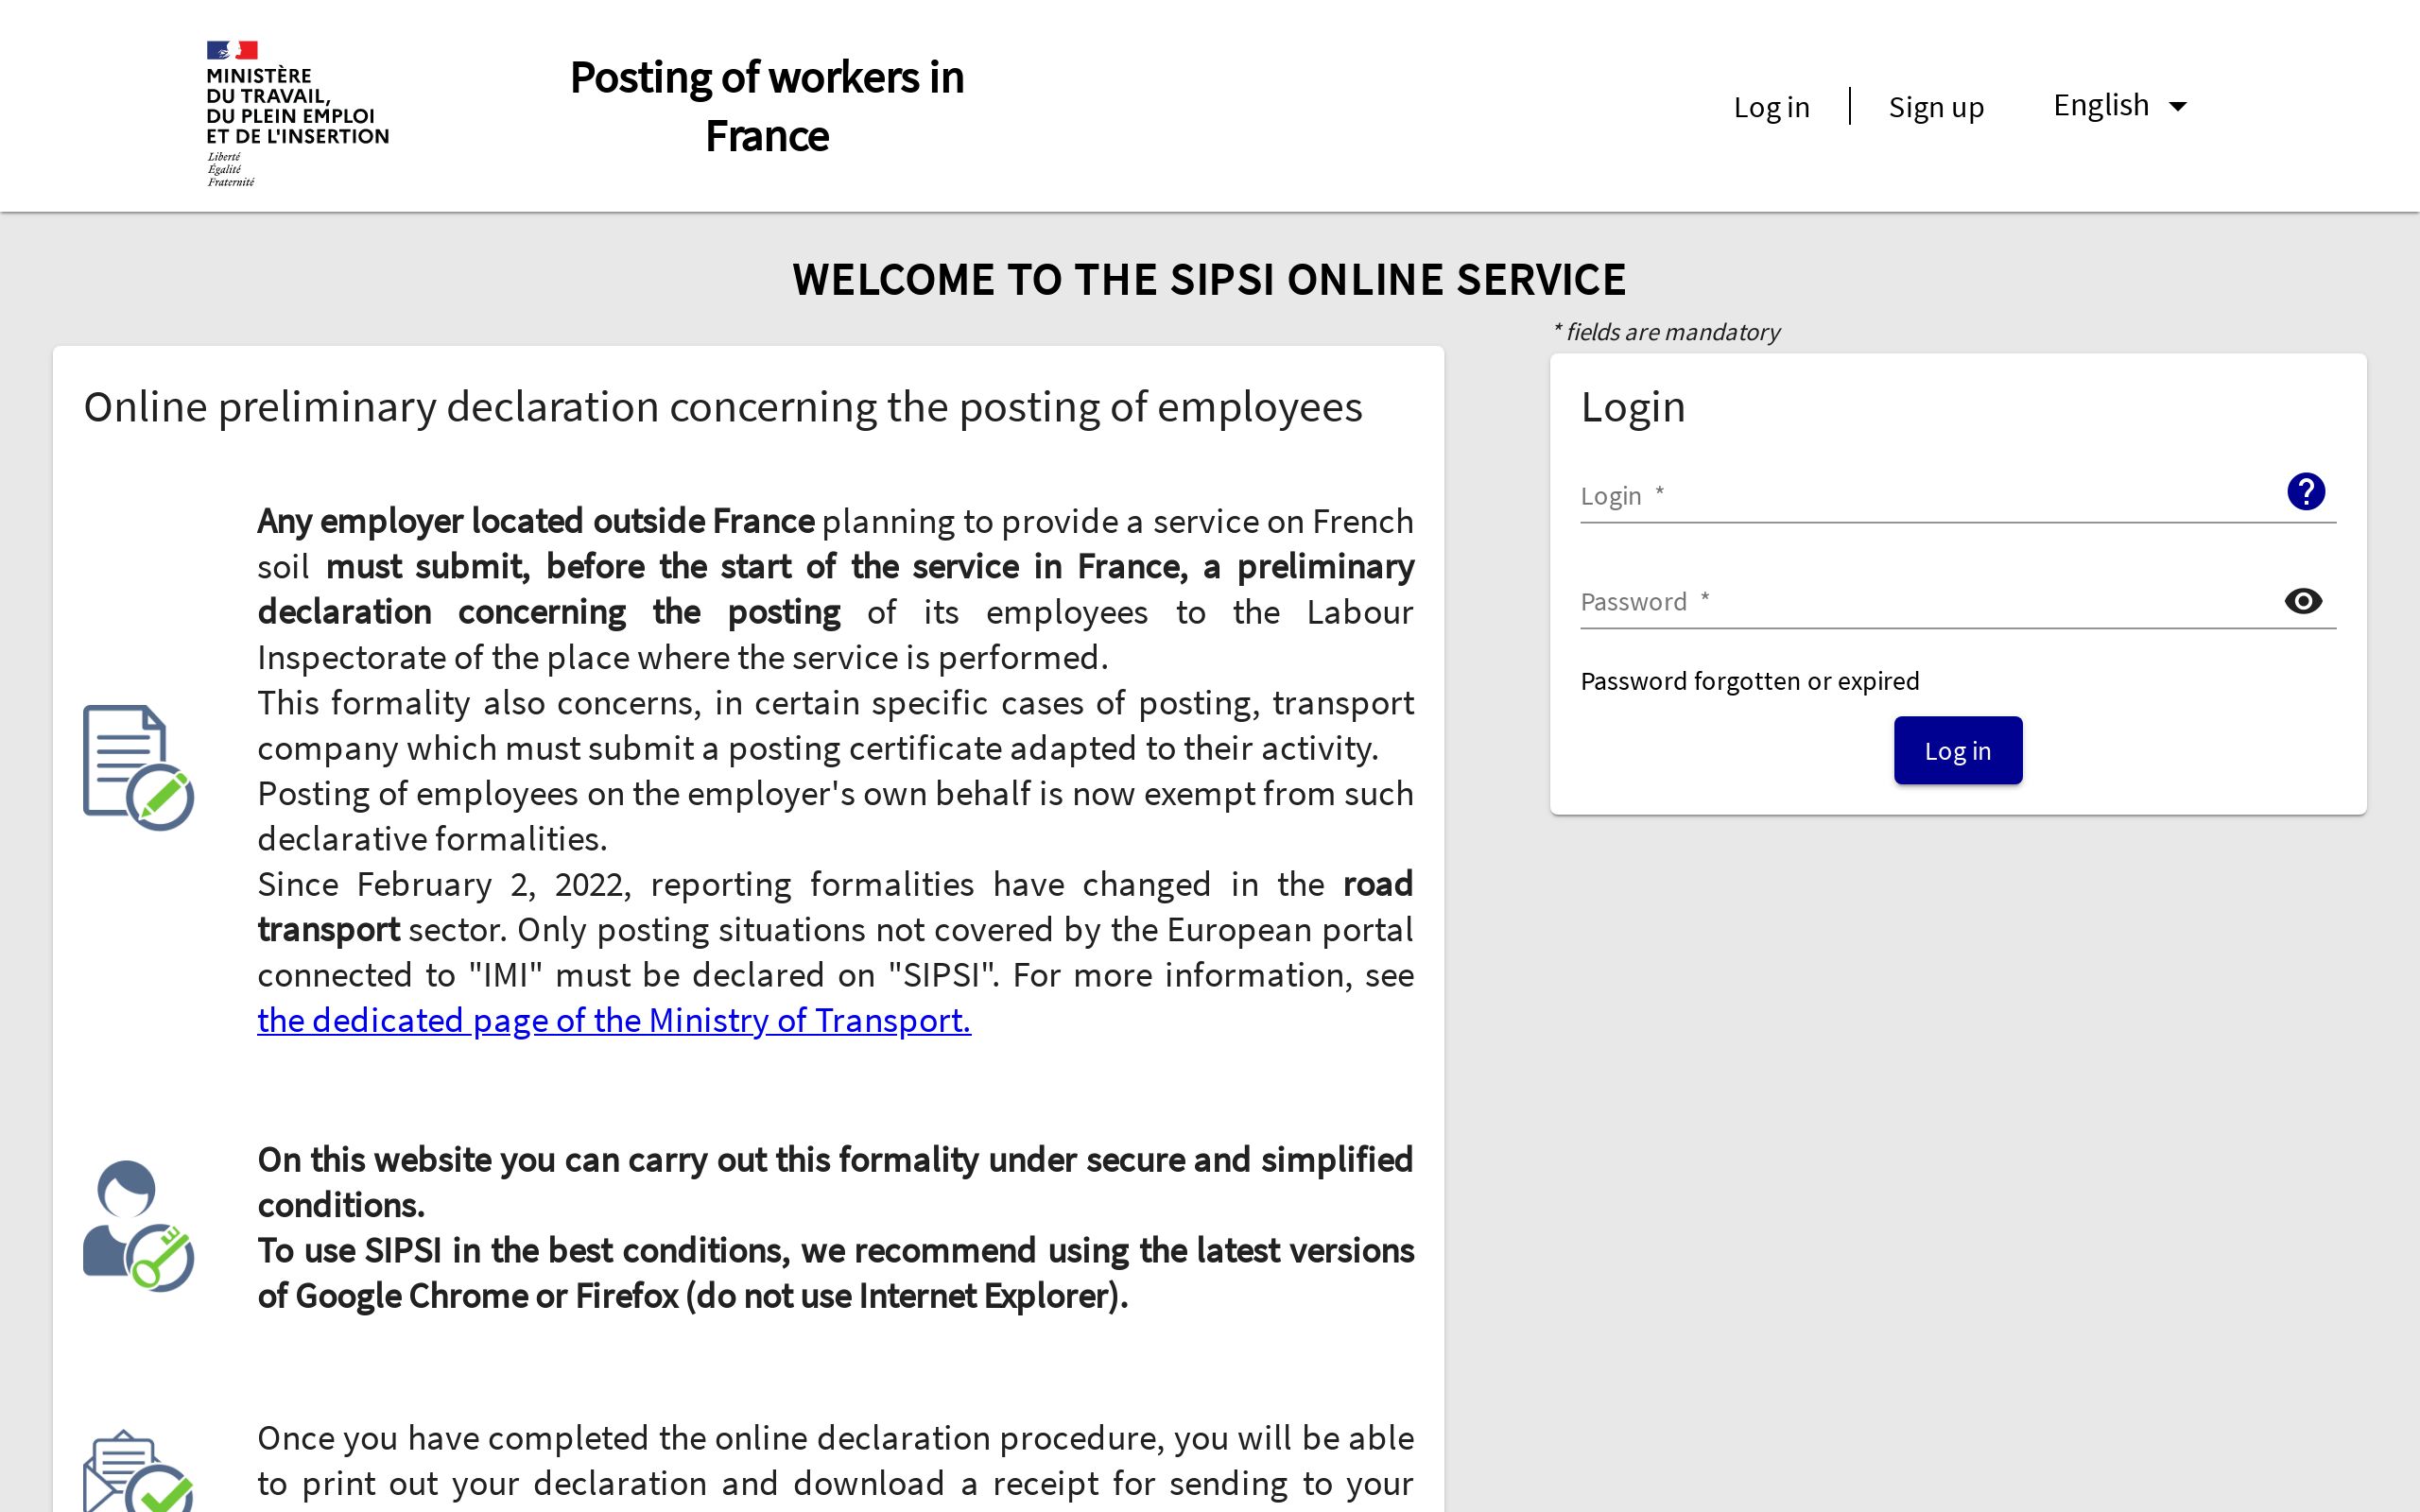 MINISTÈRE
DU TRAVAIL,
DU PLEIN EMPLOI
ET DE L'INSERTION
Liberté
Égalité
Fraternité
Posting of workers in
France
Log in
Sign up
English
WELCOME TO THE SIPSI ONLINE SERVICE
Online preliminary declaration concerning the posting of employees
Any employer located outside France planning to provide a service on French
soil must submit, before the start of the service in France, a preliminary
declaration concerning the posting of its employees to the Labour
Inspectorate of the place where the service is performed.
This formality also concerns, in certain specific cases of posting, transport
company which must submit a posting certificate adapted to their activity.
Posting of employees on the employer's own behalf is now exempt from such
declarative formalities.
Since February 2, 2022, reporting formalities have changed in the road
transport sector. Only posting situations not covered by the European portal
connected to "IMI" must be declared on "SIPSI". For more information, see
the dedicated page of the Ministry of Transport.
On this website you can carry out this formality under secure and simplified
conditions.
To use SIPSI in the best conditions, we recommend using the latest versions
of Google Chrome or Firefox (do not use Internet Explorer).
Once you have completed the online declaration procedure, you will be able
to print out your declaration and download a receipt for sending to your
* fields are mandatory
Login
Login *
Password *
Password forgotten or expired
Log in